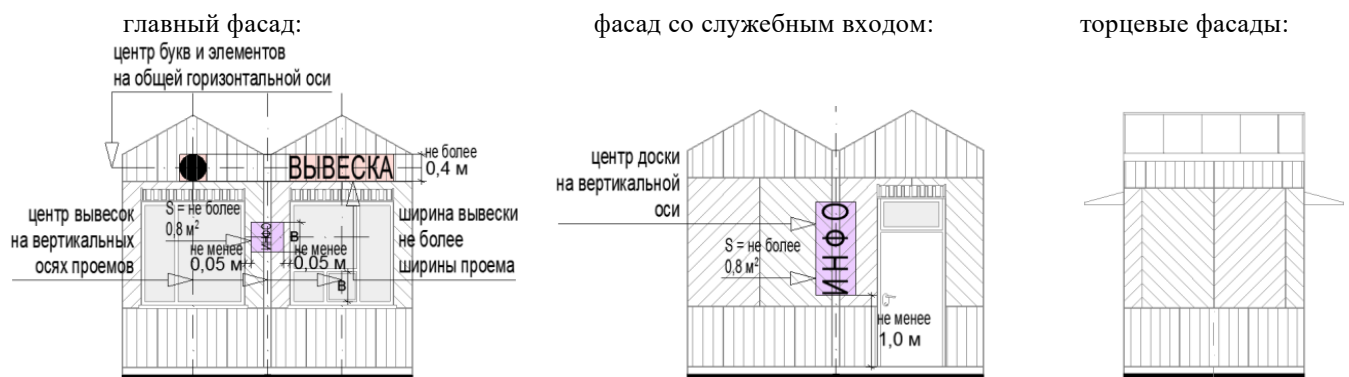 главный фасад:
фасад со служебным входом:
торцевые фасады:
центр букв и элементов
на общей горизонтальной оси
ВЫВЕСКА
не более
0,4 м
центр вывесок
на вертикальных
осях проемов
S = не более
0,8 м²
ИНФО
В
не менее
0,05 м
не менее
0,05 м
В
ширина вывески
не более
ширины проема
центр доски
на вертикальной
оси
S = не более
0,8 м²
ИНФО
не менее
1,0 м